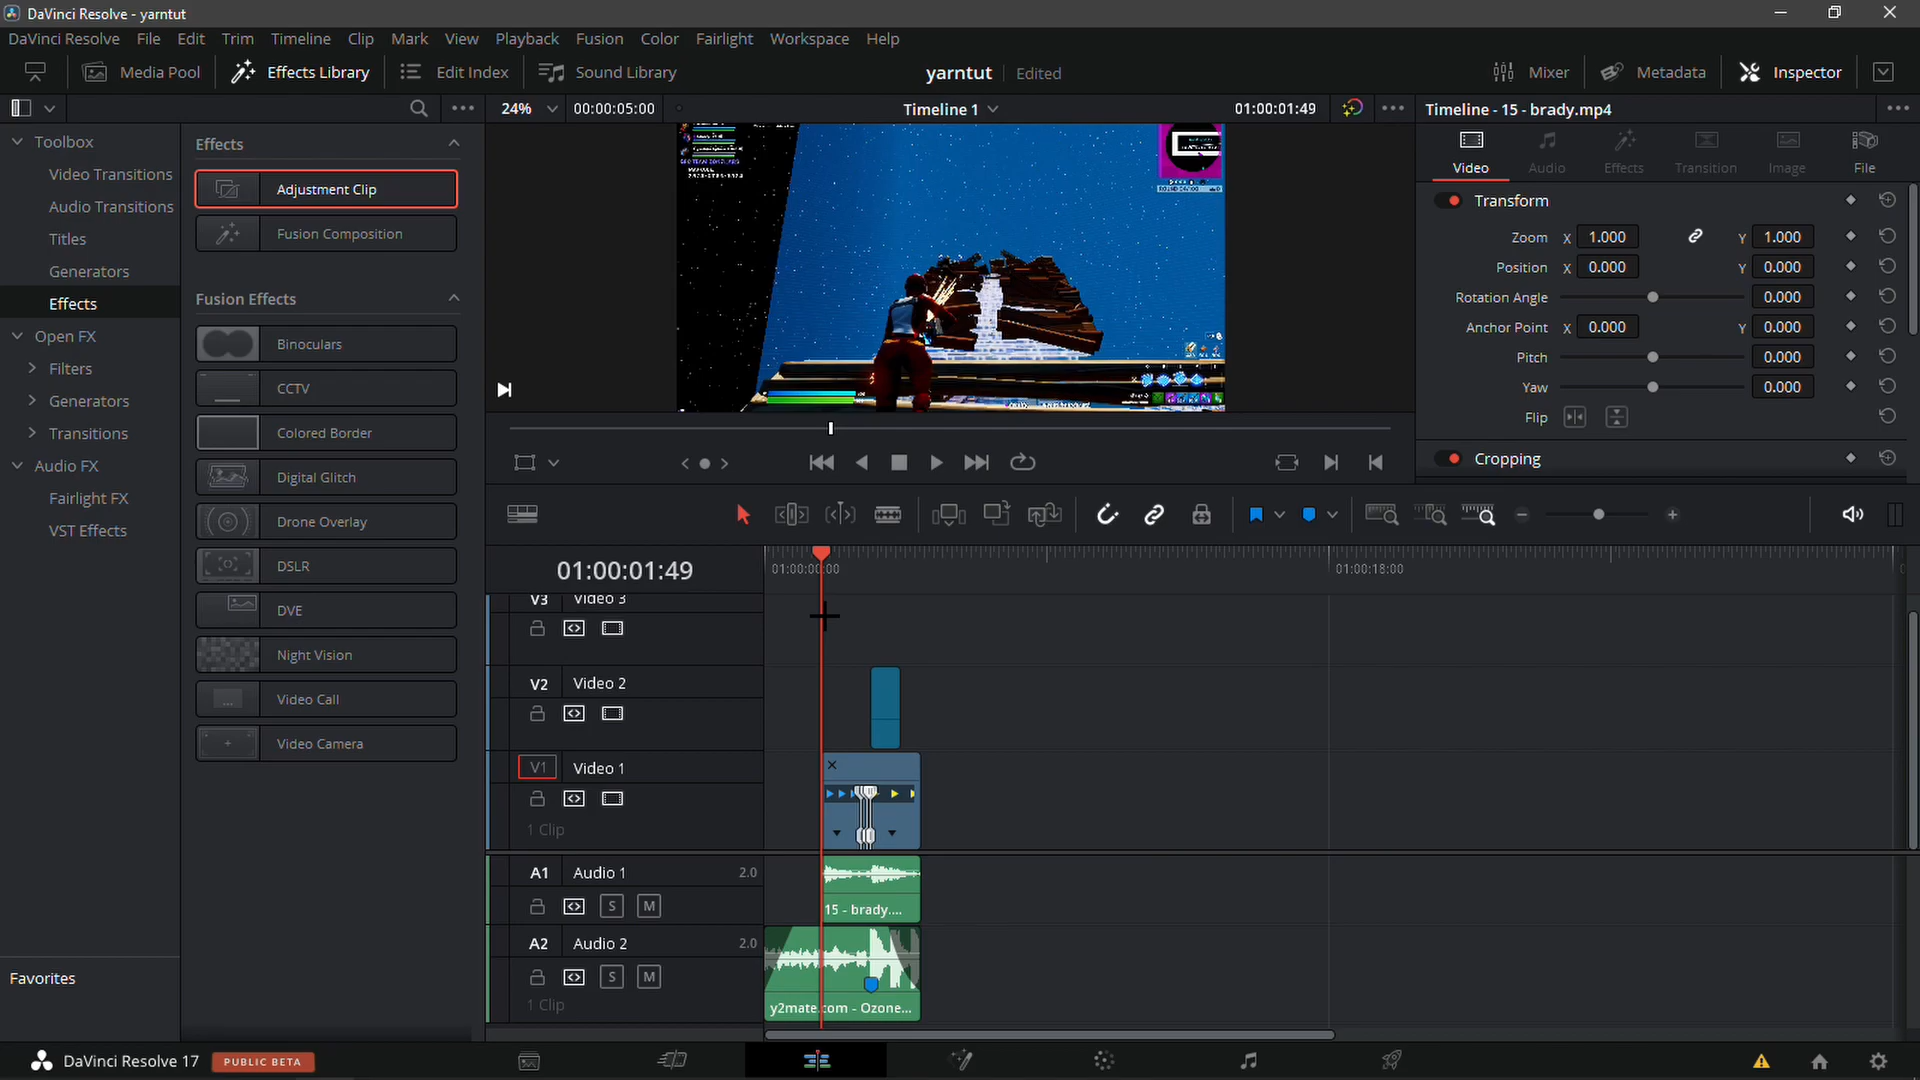 DaVinci Resolve - yarntut
DaVinci Resolve File Edit Trim Timeline Clip Mark View Playback Fusion Color Fairlight Workspace Help
Media Pool Effects Library Edit Index Sound Library yarntut Edited Mixer Metadata Inspector
24% 00:00:05:00 Timeline 1 01:00:01:49 Timeline - 15 - brady.mp4
Toolbox
Video Transitions
Audio Transitions
Titles
Generators
Effects
Open FX
Filters
Generators
Transitions
Audio FX
Fairlight FX
VST Effects
Favorites
Effects
Adjustment Clip
Fusion Composition
Fusion Effects
Binoculars
CCTV
Colored Border
Digital Glitch
Drone Overlay
DSLR
DVE
Night Vision
Video Call
Video Camera
Video Audio Effects Transition Image File
Transform
Zoom X 1.000 Y 1.000
Position X 0.000 Y 0.000
Rotation Angle 0.000
Anchor Point X 0.000 Y 0.000
Pitch 0.000
Yaw 0.000
Flip
Cropping
01:00:01:49 01:00:00:00 01:00:18:00
V3 Video 3
V2 Video 2
V1 Video 1
1 Clip
A1 Audio 1 2.0
S M
15 - brady....
A2 Audio 2 2.0
S M
1 Clip
y2mate.com - Ozone...
DaVinci Resolve 17 PUBLIC BETA